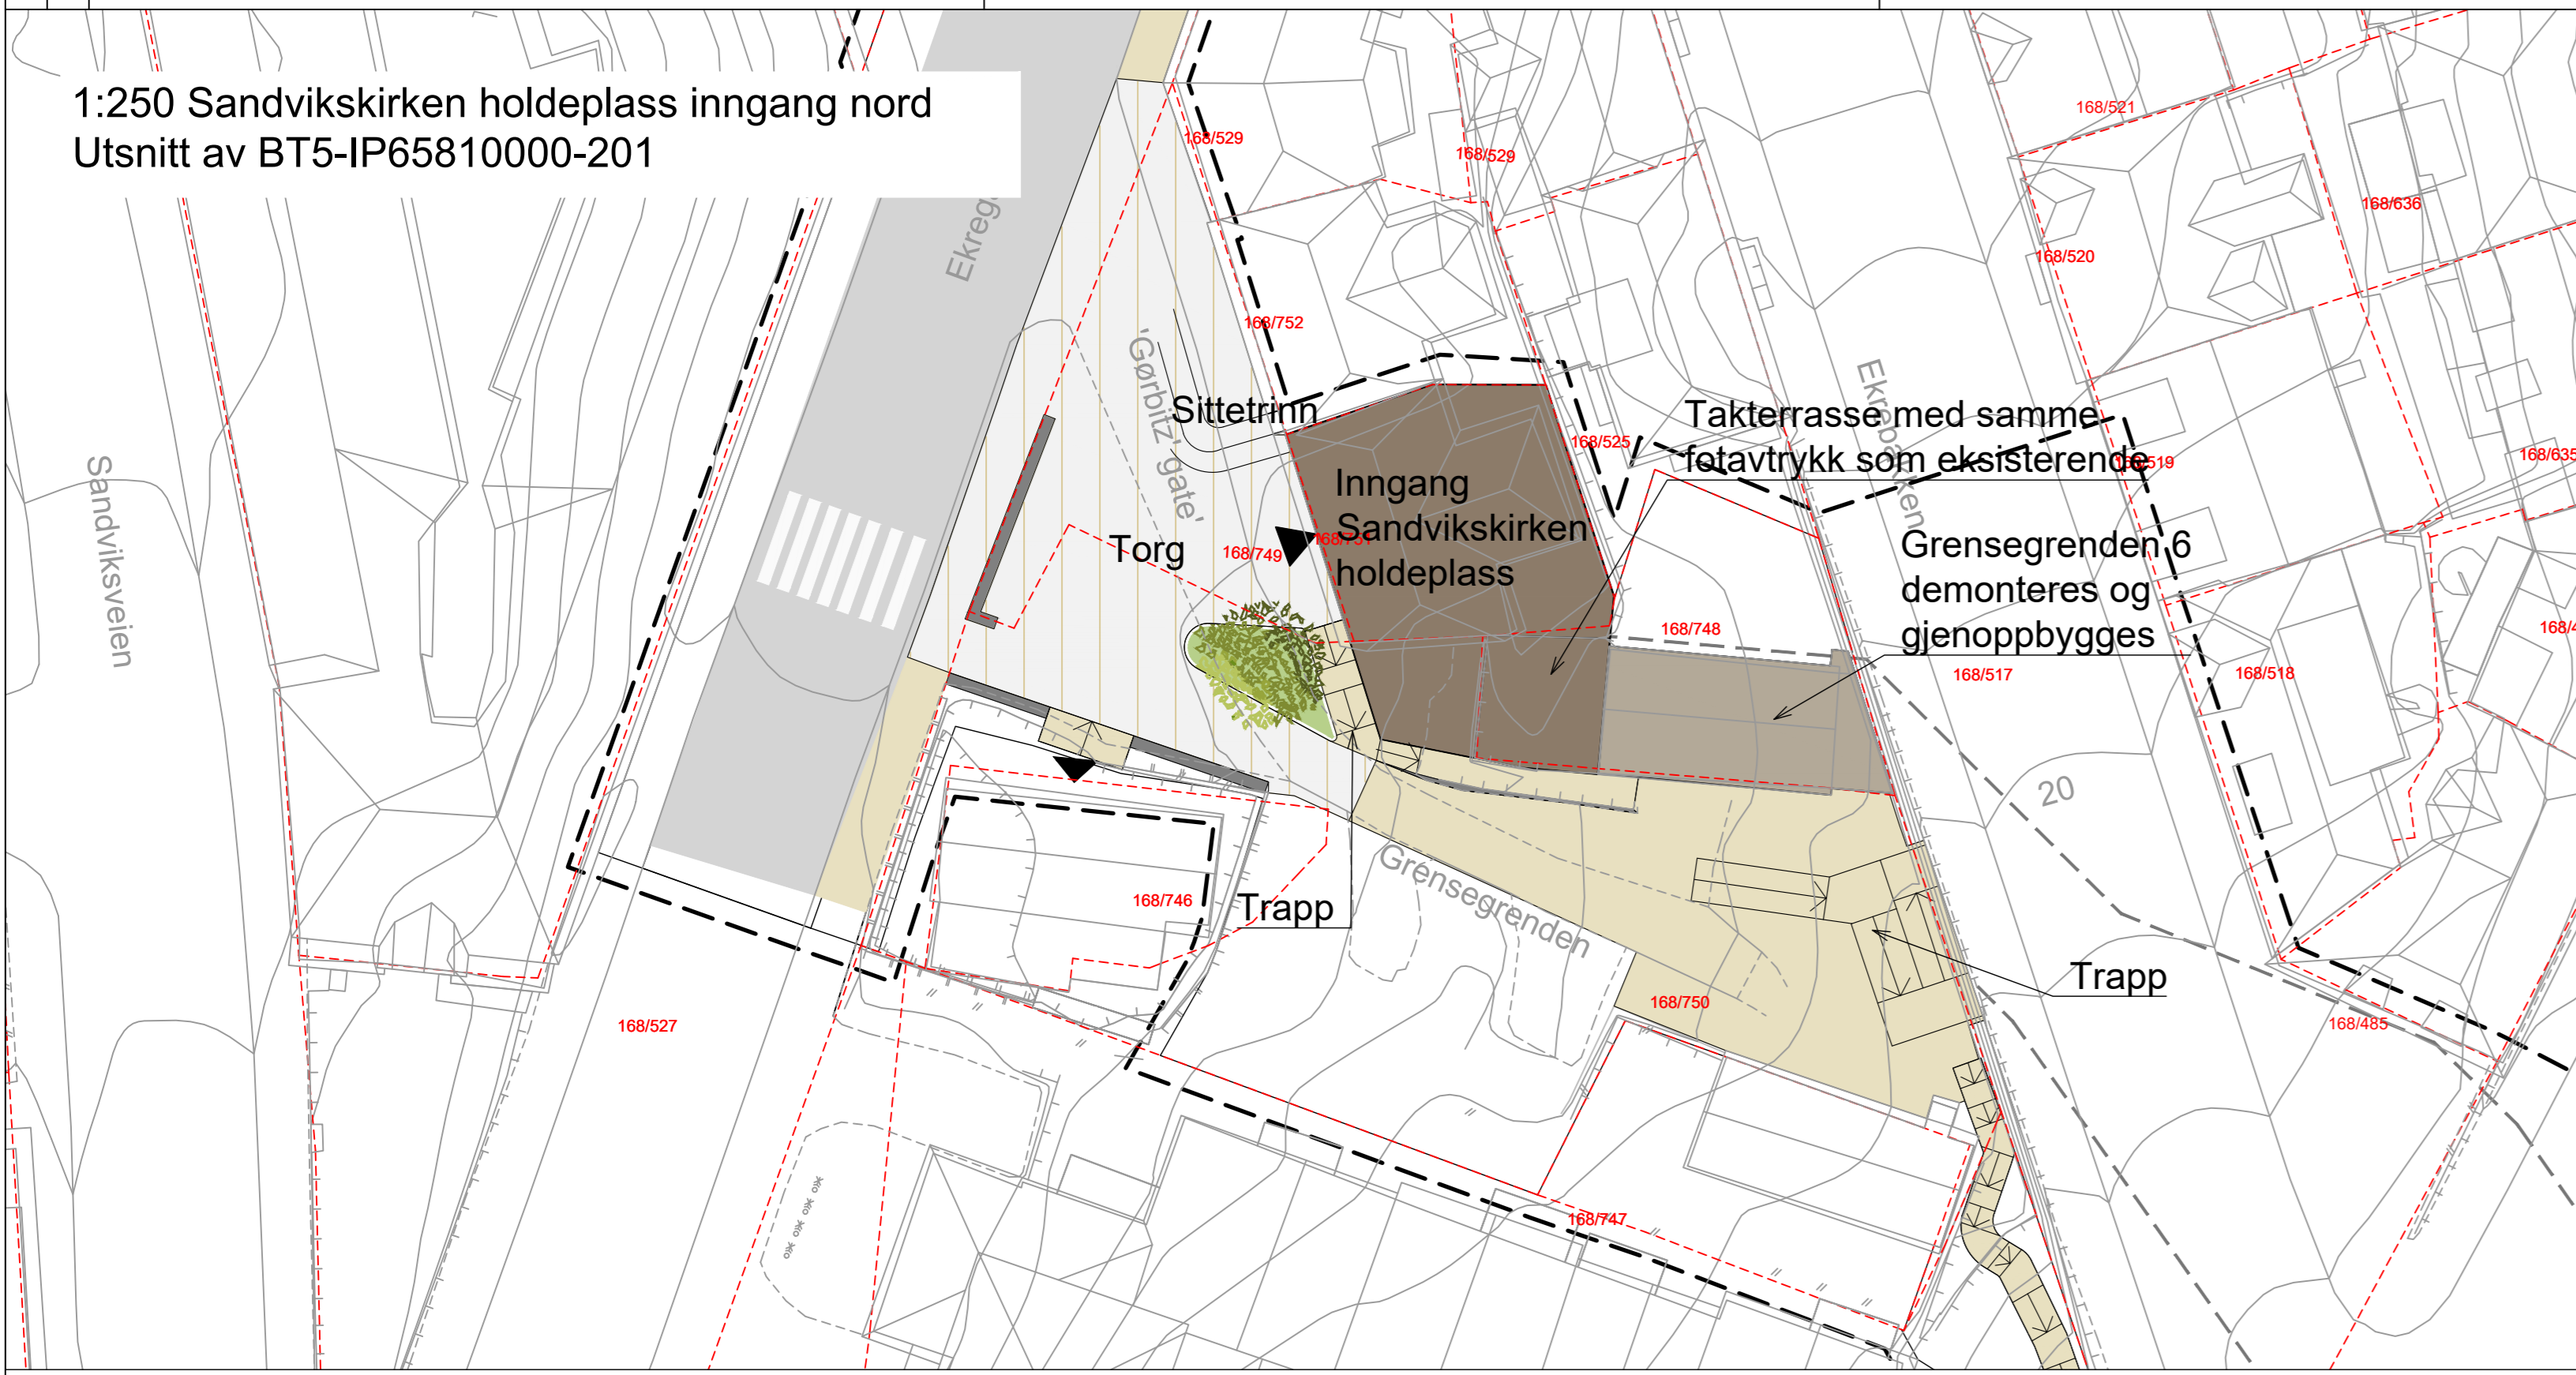 1:250 Sandvikskirken holdeplass inngang nord
Utsnitt av BT5-IP65810000-201
168/521
168/529
168/529
168/636
Ekrega
168/520
168/752
'Gørbitz' gate'
Sittetrinn
Ekrebakken
Takterrasse med samme
fotavtrykk som eksisterende
168/525
168/635
Sandviksveien
Inngang
Sandvikskirken
holdeplass
Torg
168/749
168/751
Grensegrenden 6
demonteres og
gjenoppbygges
168/748
168/517
168/518
20
Grensegrenden
168/746
Trapp
Trapp
168/750
168/527
168/485
168/747